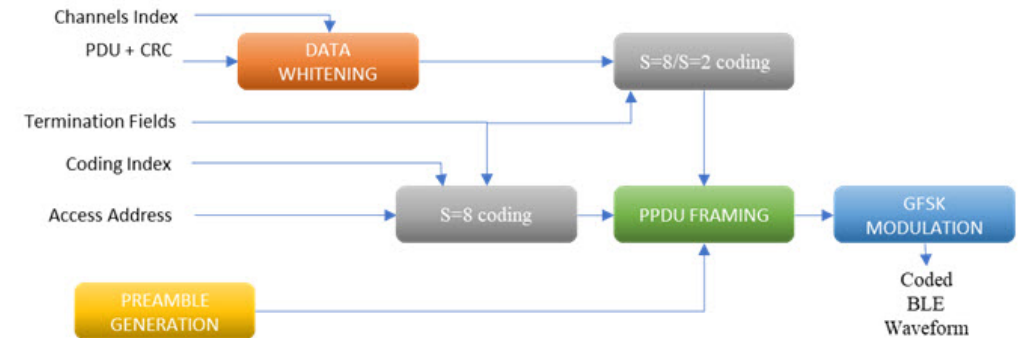 Channels Index
PDU + CRC
DATA
WHITENING
S=8/S=2 coding
Termination Fields
Coding Index
Access Address
S=8 coding
PPDU FRAMING
GFSK
MODULATION
PREAMBLE
GENERATION
Coded
BLE
Waveform